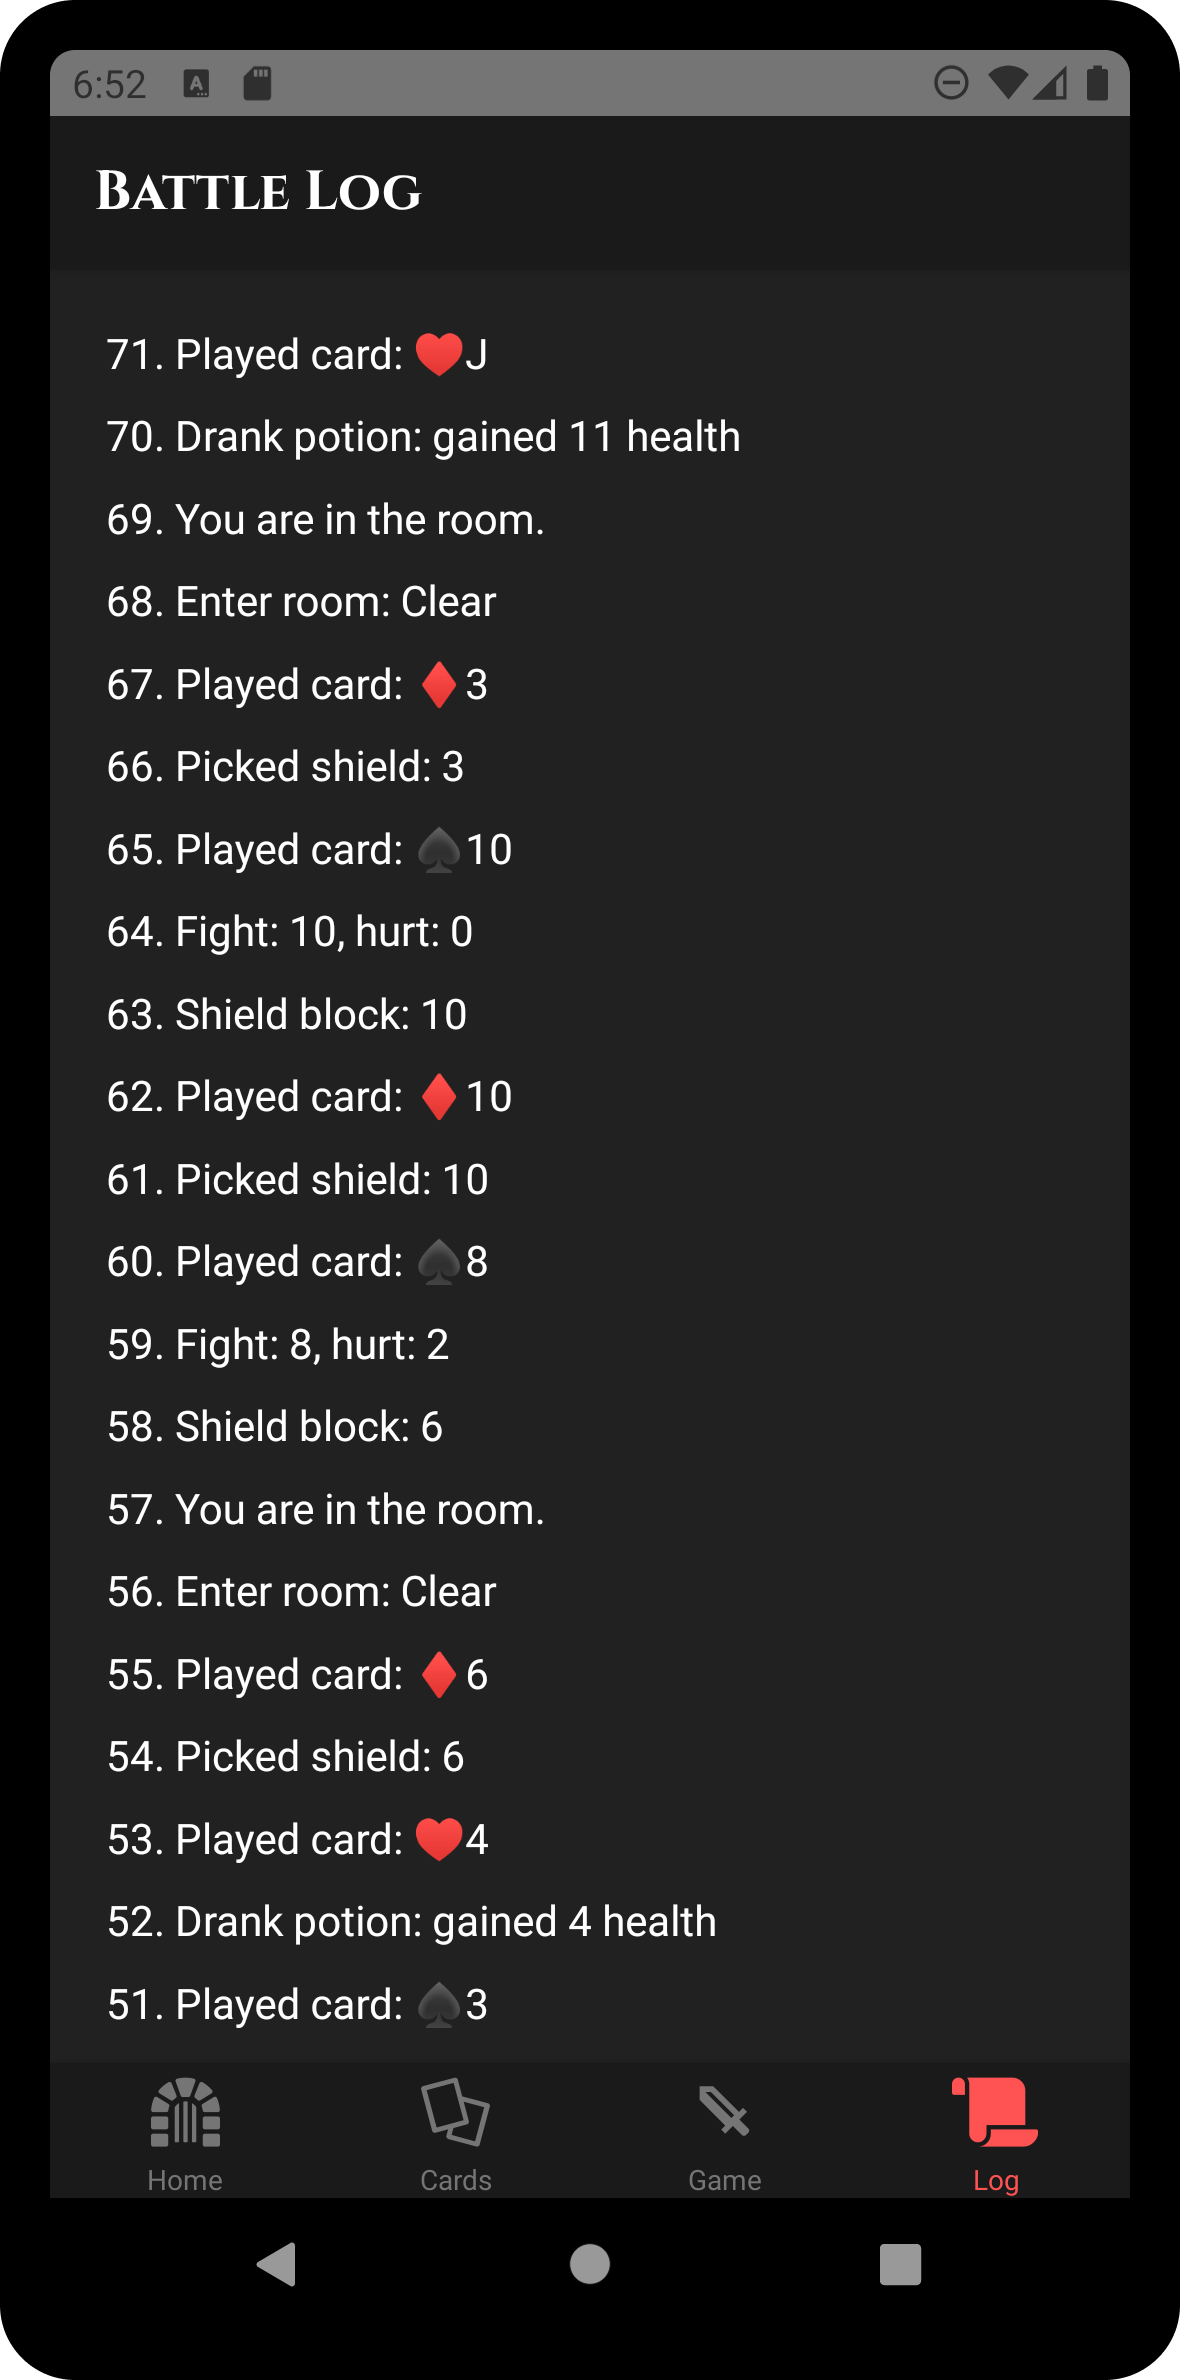 6:52
Battle Log
71. Played card: ♥️J
70. Drank potion: gained 11 health
69. You are in the room.
68. Enter room: Clear
67. Played card: ♦️3
66. Picked shield: 3
65. Played card: ♠️10
64. Fight: 10, hurt: 0
63. Shield block: 10
62. Played card: ♦️10
61. Picked shield: 10
60. Played card: ♠️8
59. Fight: 8, hurt: 2
58. Shield block: 6
57. You are in the room.
56. Enter room: Clear
55. Played card: ♦️6
54. Picked shield: 6
53. Played card: ♥️4
52. Drank potion: gained 4 health
51. Played card: ♠️3
Home Cards Game Log